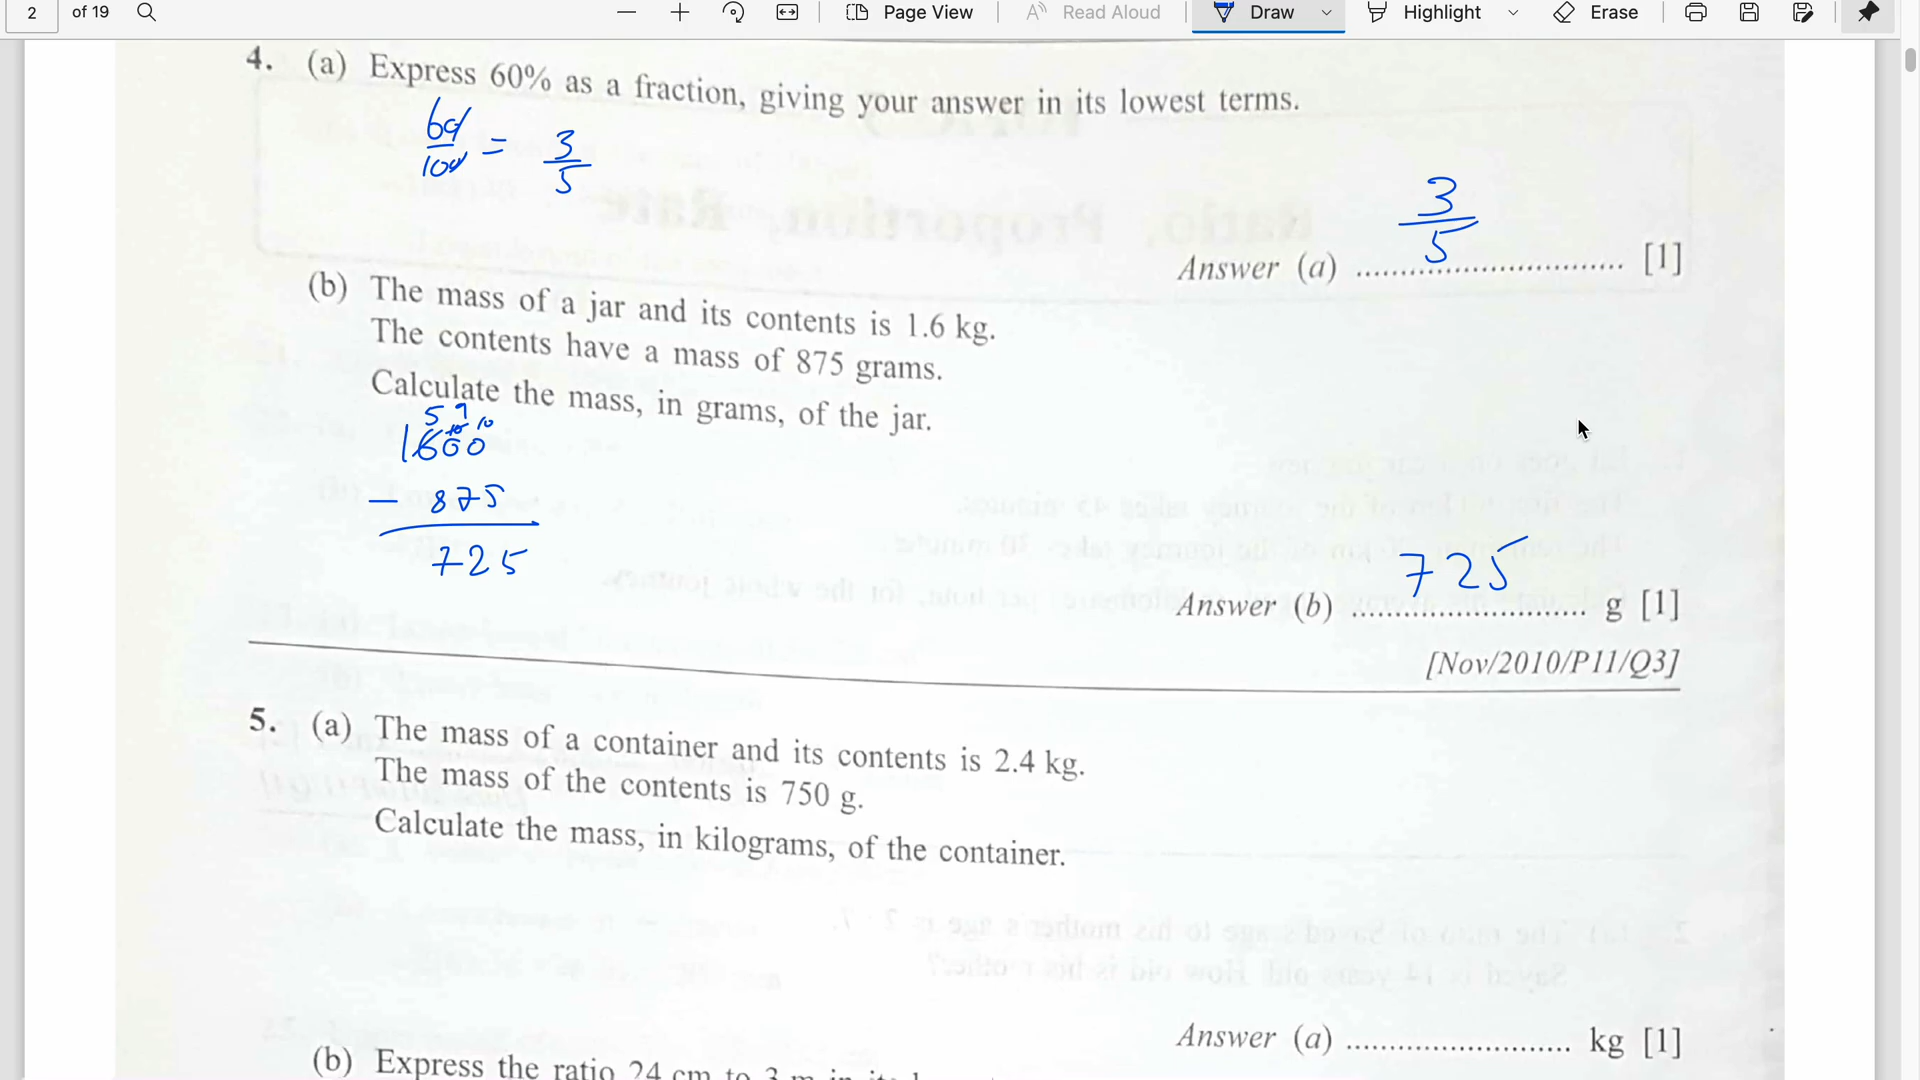 2 of 19 Page View Read Aloud Draw Highlight Erase
4. (a) Express 60% as a fraction, giving your answer in its lowest terms.
60/100 = 3/5
3/5
Answer (a) .............................. [1]
(b) The mass of a jar and its contents is 1.6 kg.
The contents have a mass of 875 grams.
Calculate the mass, in grams, of the jar.
5 9 10 10
1600
− 875
725
725
Answer (b) .......................... g [1]
[Nov/2010/P11/Q3]
5. (a) The mass of a container and its contents is 2.4 kg.
The mass of the contents is 750 g.
Calculate the mass, in kilograms, of the container.
Answer (a) ......................... kg [1]
(b) Express the ratio 24 cm to 3 m in its